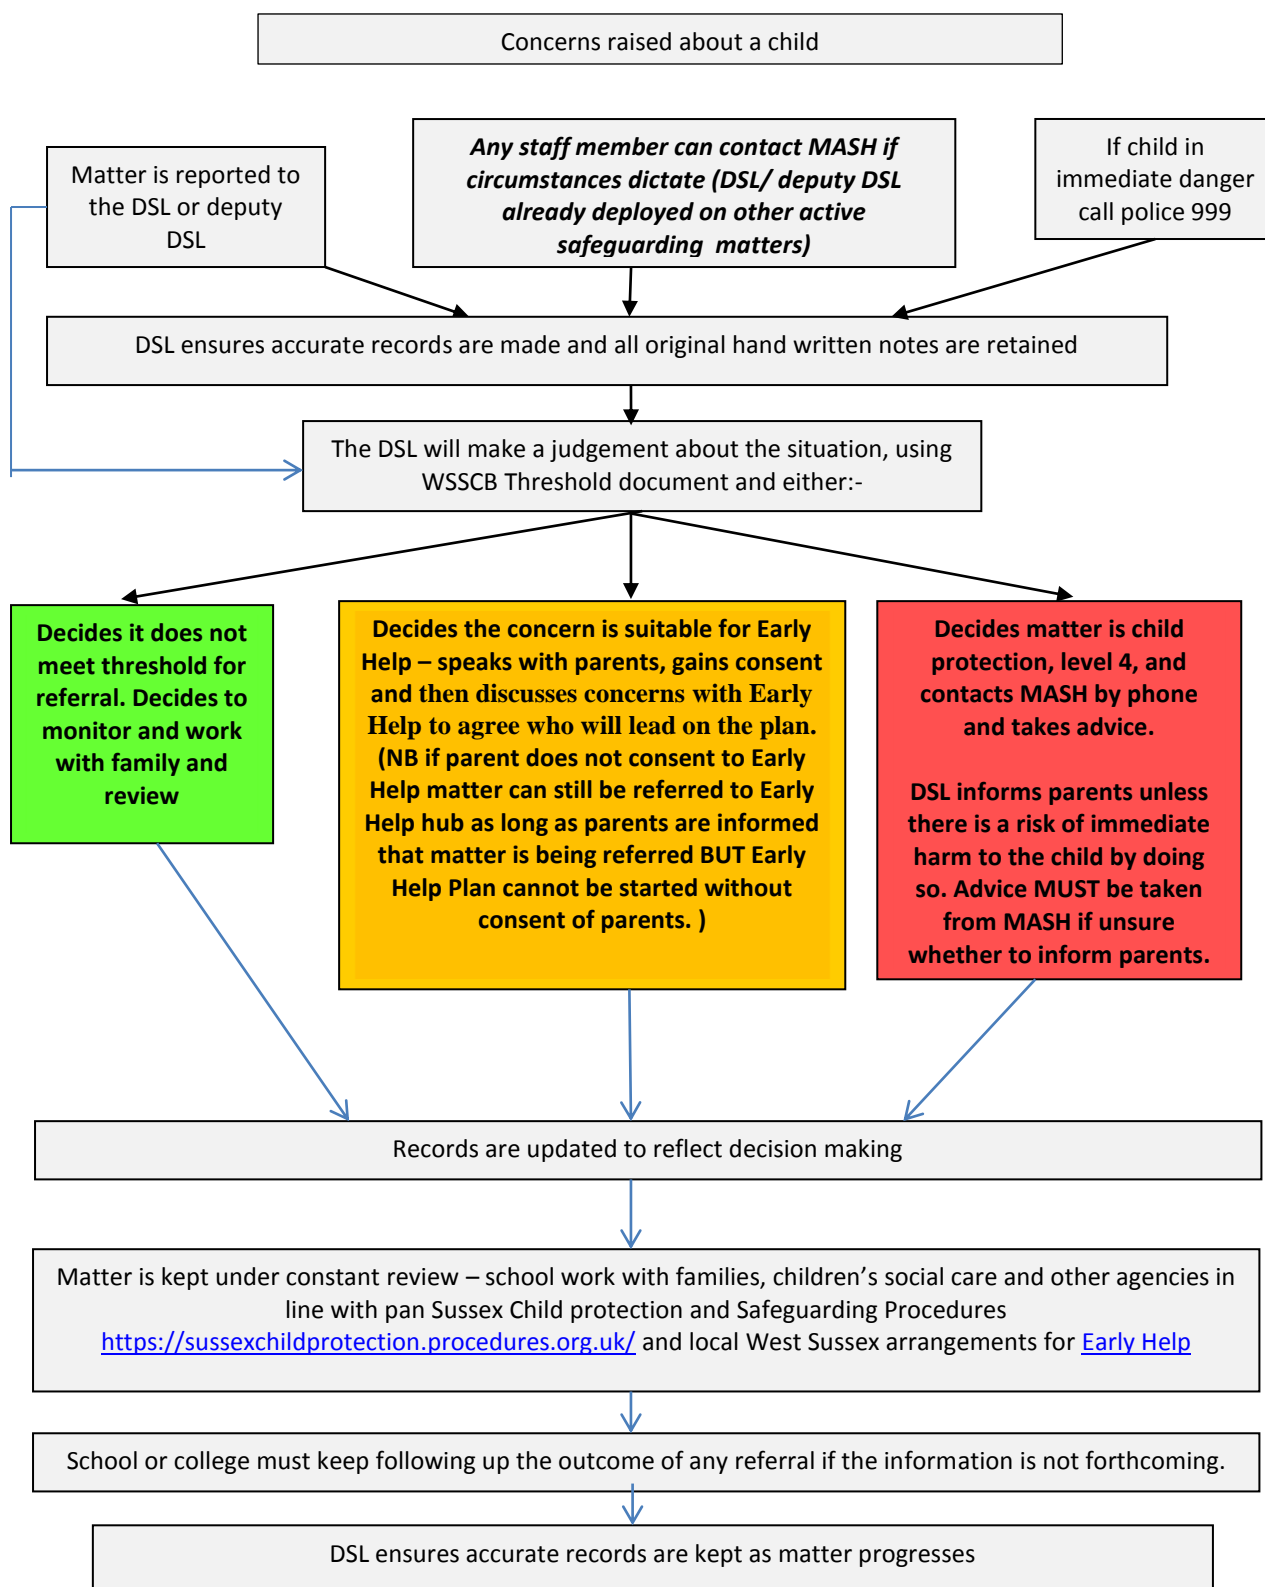 Concerns raised about a child
Matter is reported to
the DSL or deputy
DSL
Any staff member can contact MASH if
circumstances dictate (DSL/ deputy DSL
already deployed on other active
safeguarding matters)
If child in
immediate danger
call police 999
DSL ensures accurate records are made and all original hand written notes are retained
The DSL will make a judgement about the situation, using
WSSCB Threshold document and either:-
Decides it does not
meet threshold for
referral. Decides to
monitor and work
with family and
review
Decides the concern is suitable for Early
Help – speaks with parents, gains consent
and then discusses concerns with Early
Help to agree who will lead on the plan.
(NB if parent does not consent to Early
Help matter can still be referred to Early
Help hub as long as parents are informed
that matter is being referred BUT Early
Help Plan cannot be started without
consent of parents. )
Decides matter is child
protection, level 4, and
contacts MASH by phone
and takes advice.
DSL informs parents unless
there is a risk of immediate
harm to the child by doing
so. Advice MUST be taken
from MASH if unsure
whether to inform parents.
Records are updated to reflect decision making
Matter is kept under constant review – school work with families, children’s social care and other agencies in
line with pan Sussex Child protection and Safeguarding Procedures
https://sussexchildprotection.procedures.org.uk/ and local West Sussex arrangements for Early Help
School or college must keep following up the outcome of any referral if the information is not forthcoming.
DSL ensures accurate records are kept as matter progresses